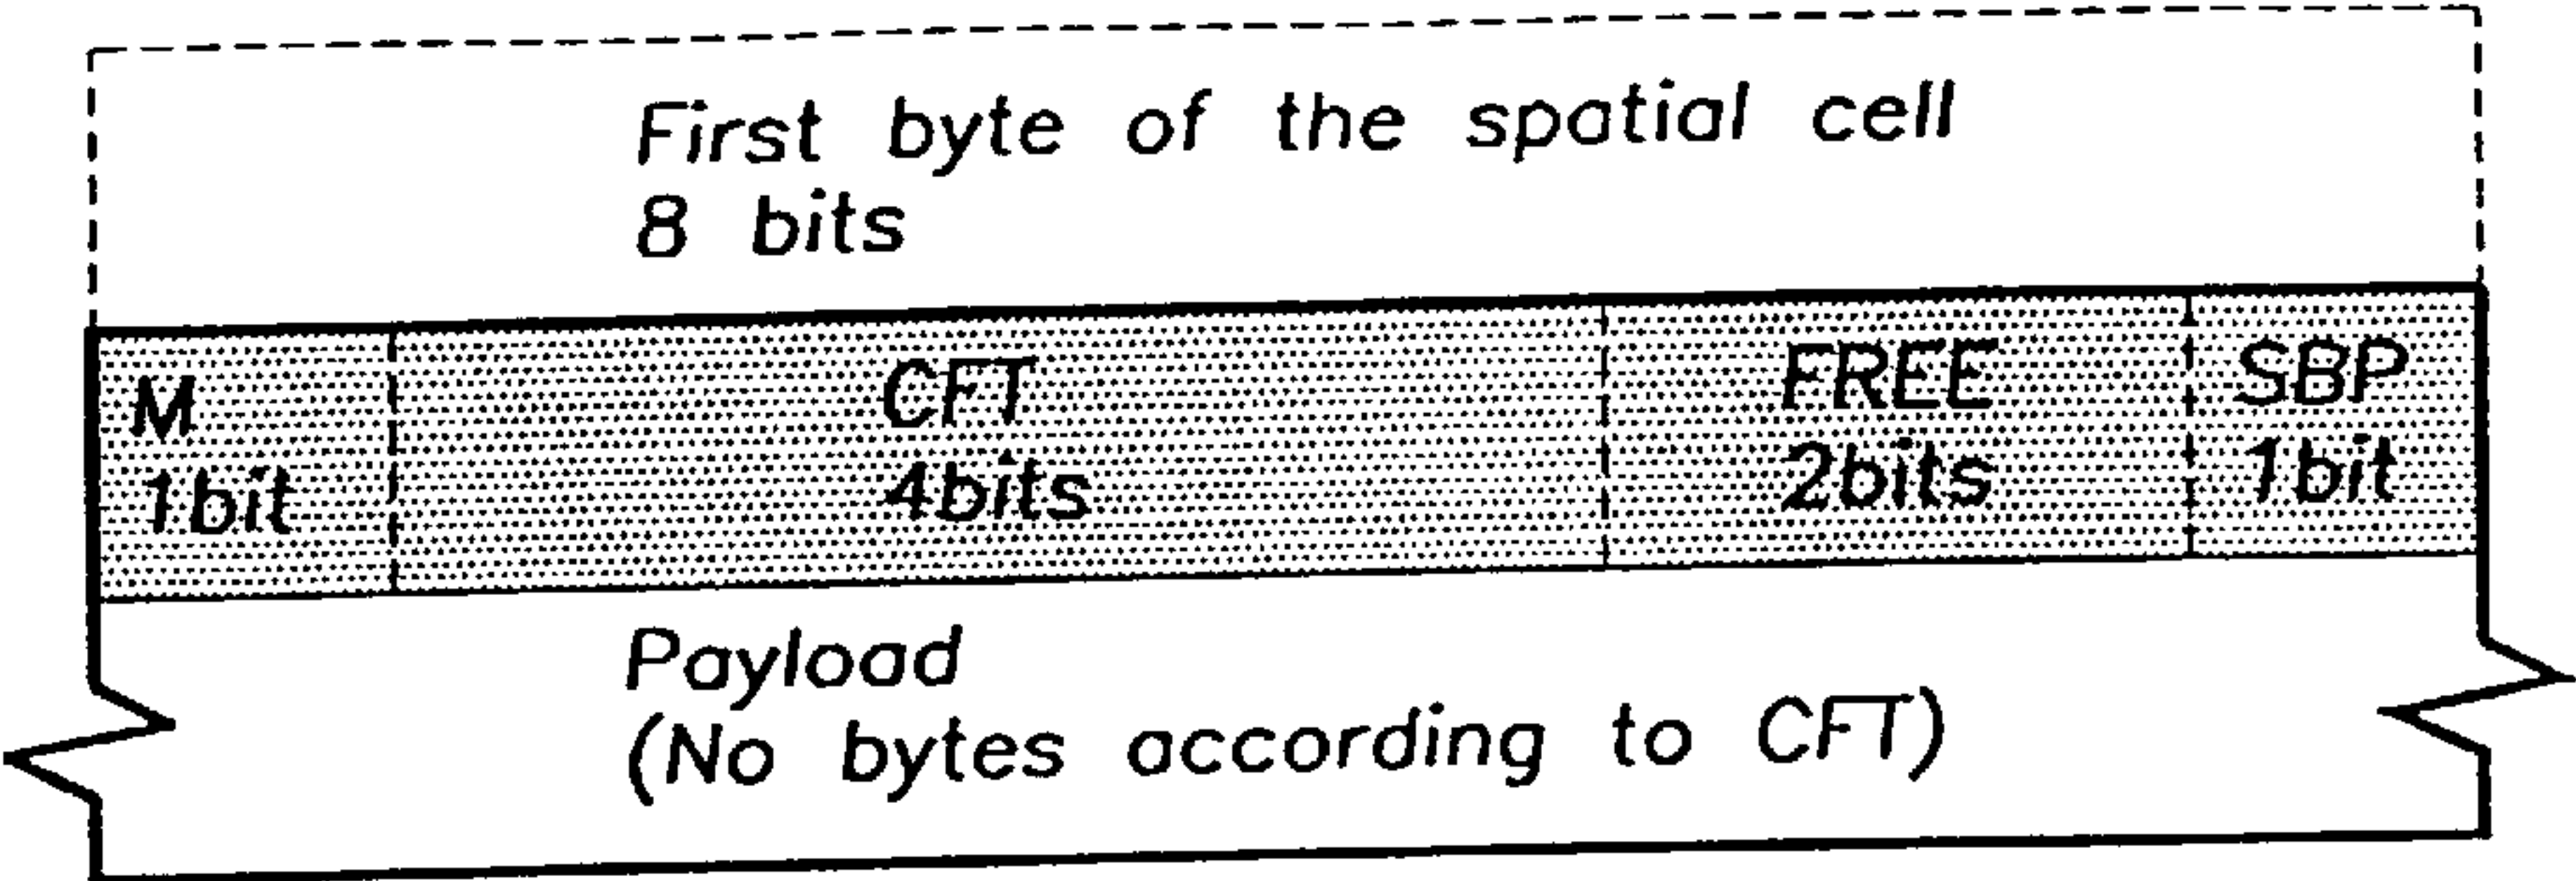 First byte of the spatial cell
8 bits
M CFT FREE SBP
1bit 4bits 2bits 1bit
Payload
(No bytes according to CFT)